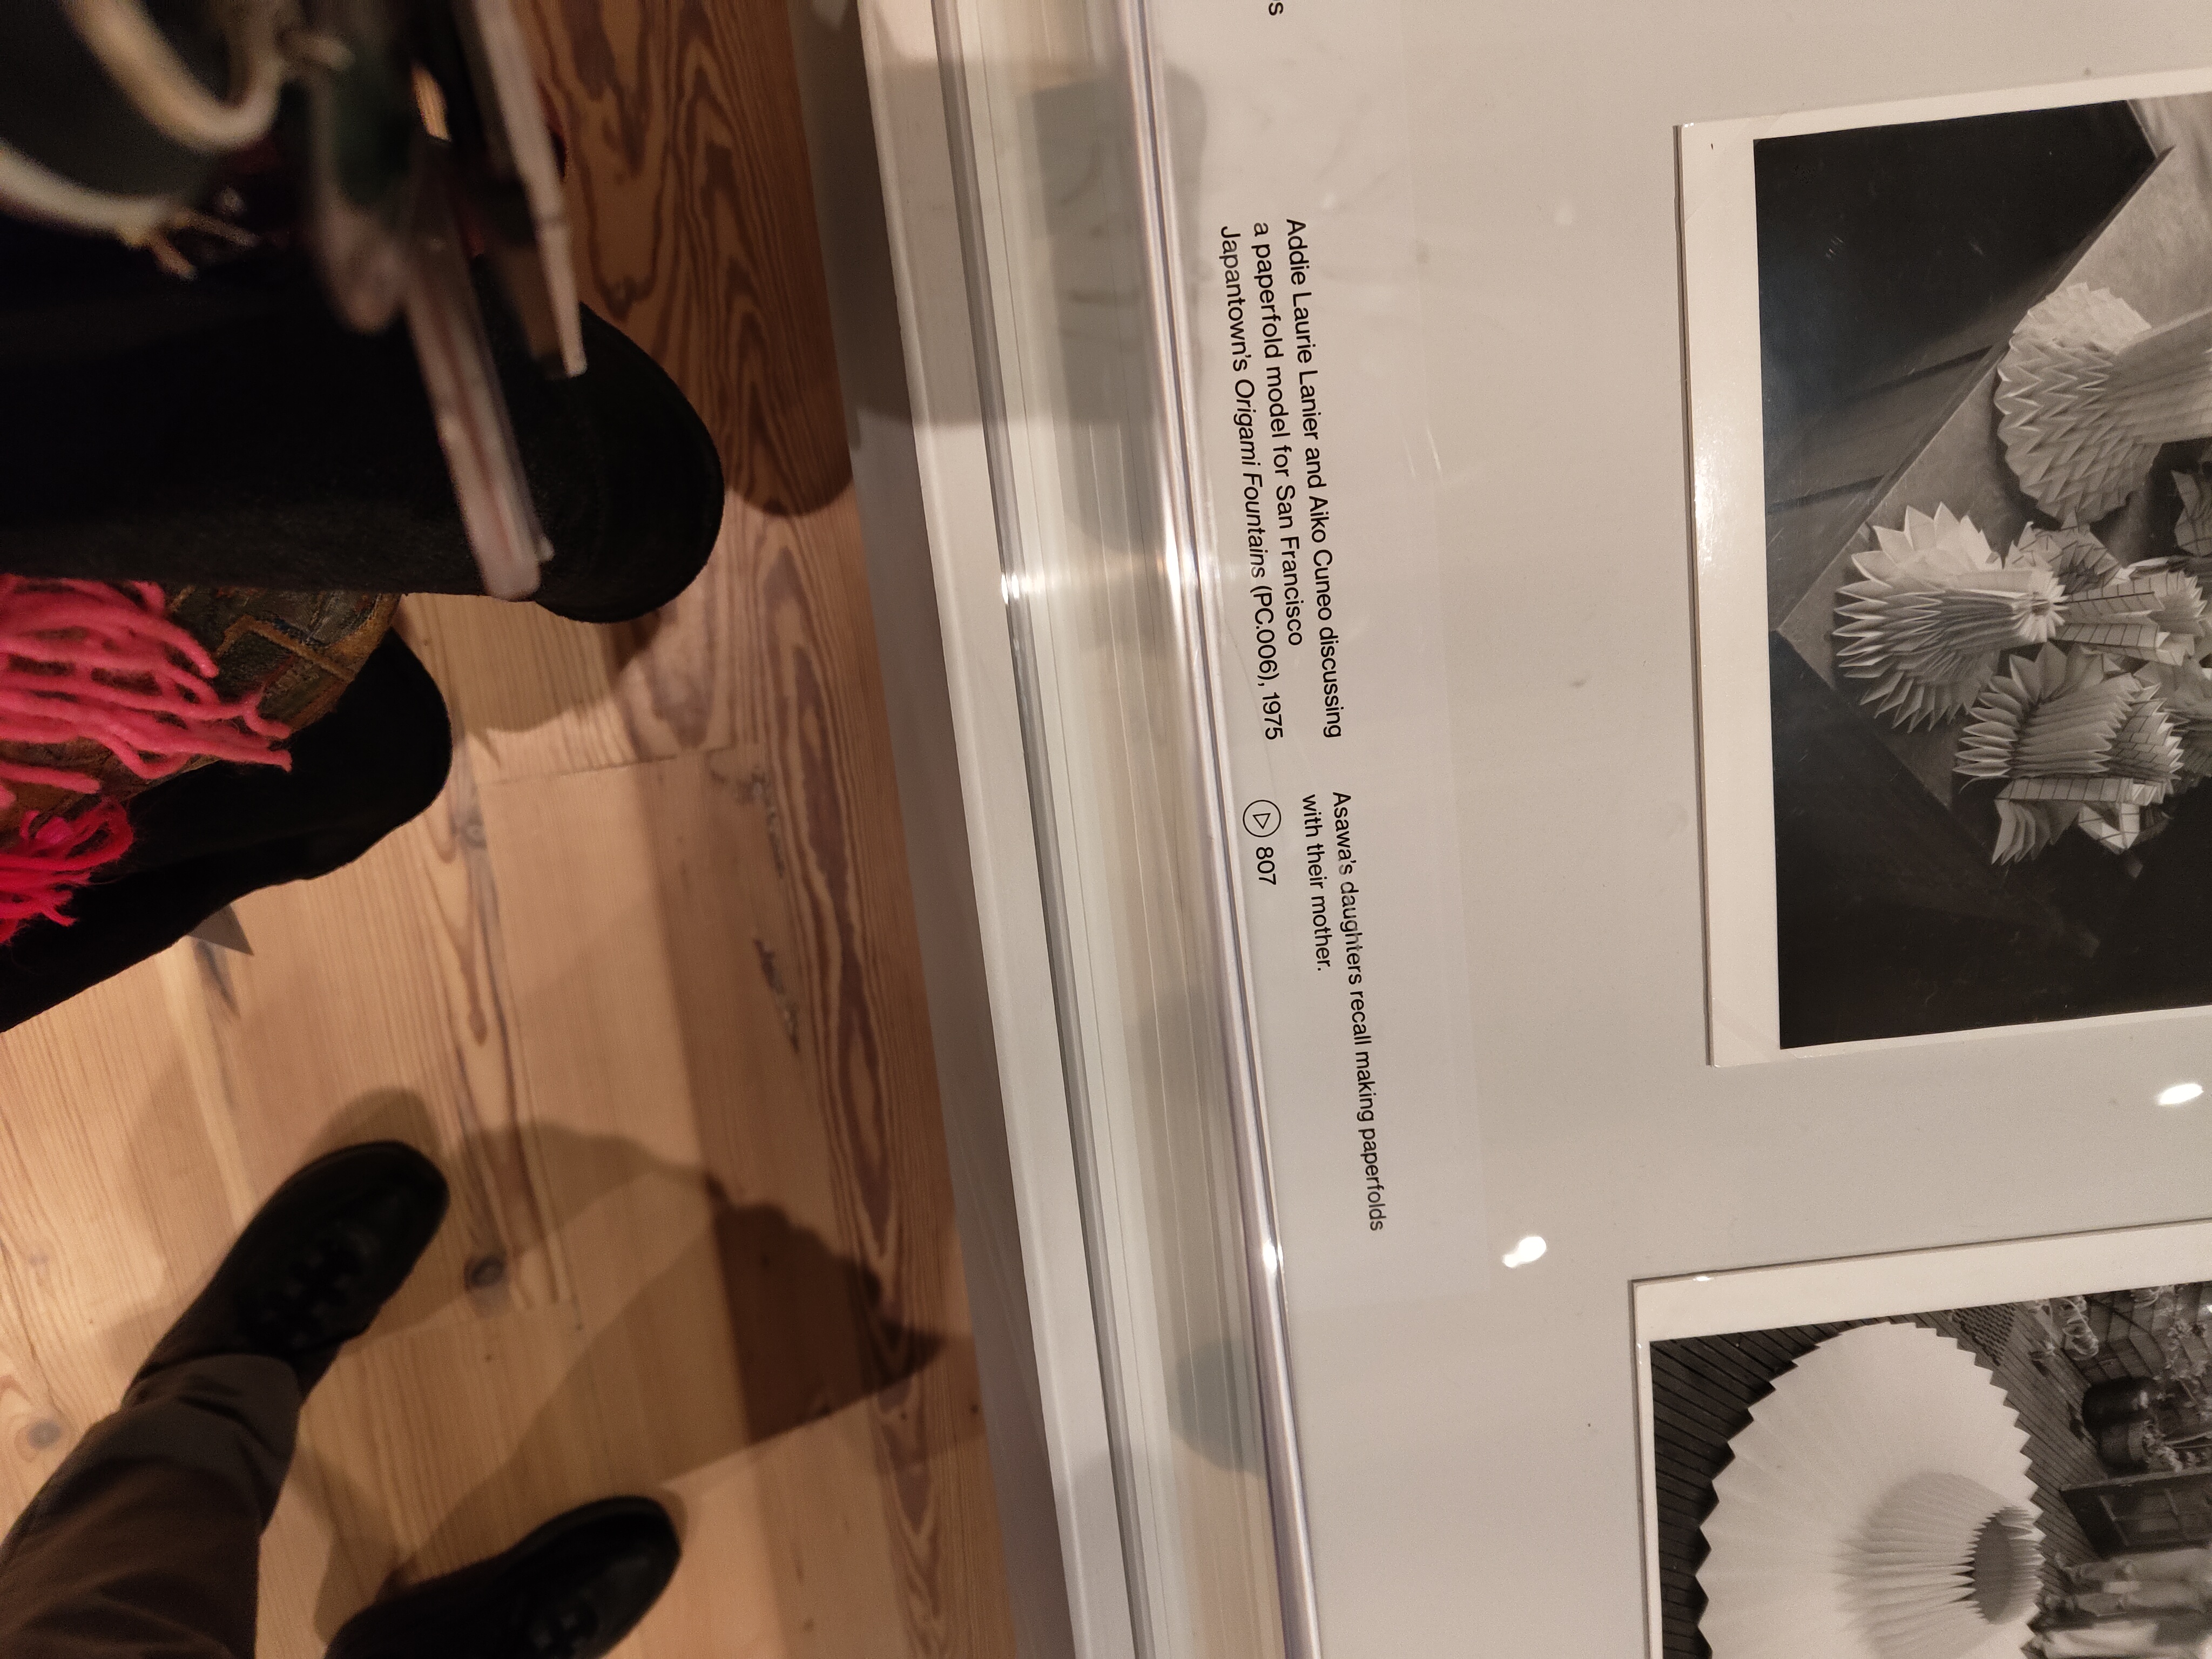 s
Addie Laurie Lanier and Aiko Cuneo discussing
a paperfold model for San Francisco
Japantown's Origami Fountains (PC.006), 1975
Asawa's daughters recall making paperfolds
with their mother.
807